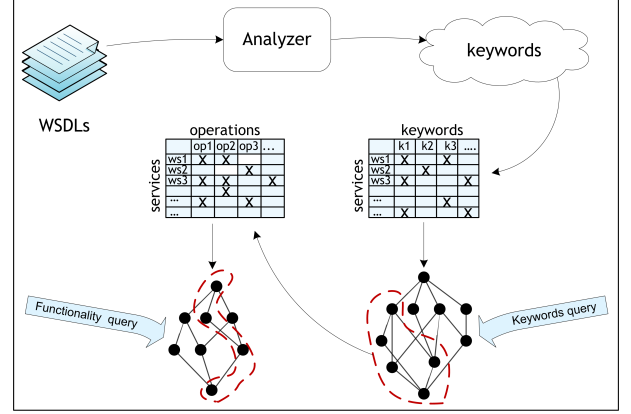 Analyzer
keywords
WSDLs
operations
op1 op2 op3 ...
services
ws1 X X
ws2 X
ws3 X X X
X
... X X
...
keywords
k1 k2 k3 ....
services
ws1 X X
ws2 X
ws3 X X
... X
... X X
Functionality query
Keywords query